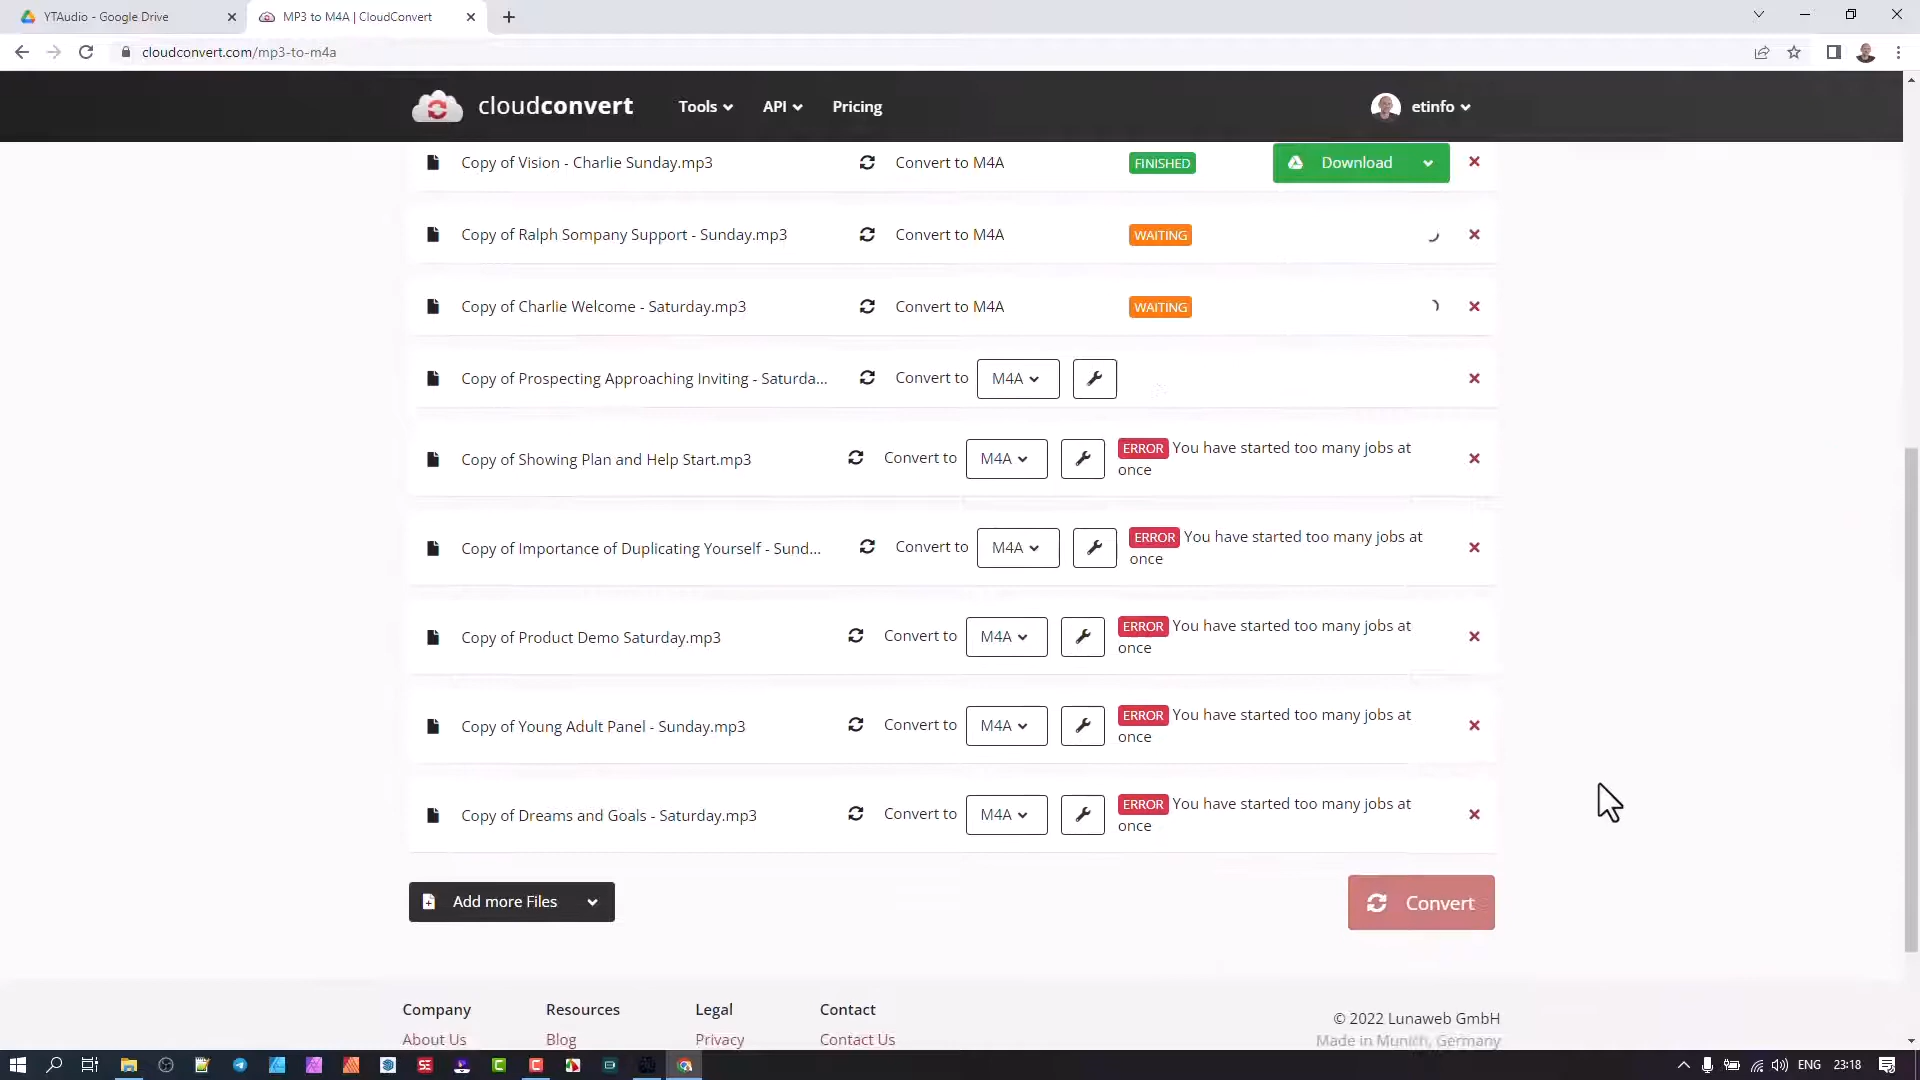 YTAudio - Google Drive
MP3 to M4A | CloudConvert
cloudconvert.com/mp3-to-m4a
cloudconvert
Tools
API
Pricing
etinfo
Copy of Vision - Charlie Sunday.mp3
Convert to M4A
FINISHED
Download
Copy of Ralph Sompany Support - Sunday.mp3
Convert to M4A
WAITING
Copy of Charlie Welcome - Saturday.mp3
Convert to M4A
WAITING
Copy of Prospecting Approaching Inviting - Saturda...
Convert to
M4A
Copy of Showing Plan and Help Start.mp3
Convert to
M4A
ERROR You have started too many jobs at
once
Copy of Importance of Duplicating Yourself - Sund...
Convert to
M4A
ERROR You have started too many jobs at
once
Copy of Product Demo Saturday.mp3
Convert to
M4A
ERROR You have started too many jobs at
once
Copy of Young Adult Panel - Sunday.mp3
Convert to
M4A
ERROR You have started too many jobs at
once
Copy of Dreams and Goals - Saturday.mp3
Convert to
M4A
ERROR You have started too many jobs at
once
Add more Files
Convert
Company
Resources
Legal
Contact
© 2022 Lunaweb GmbH
About Us
Blog
Privacy
Contact Us
Made in Munich, Germany
ENG
23:18